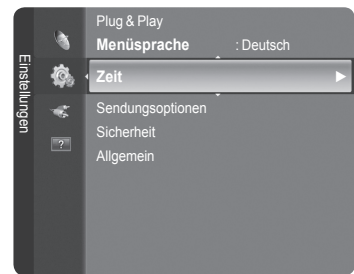 Einstellungen
Plug & Play
Menüsprache : Deutsch
Zeit
Sendungsoptionen
Sicherheit
Allgemein
?